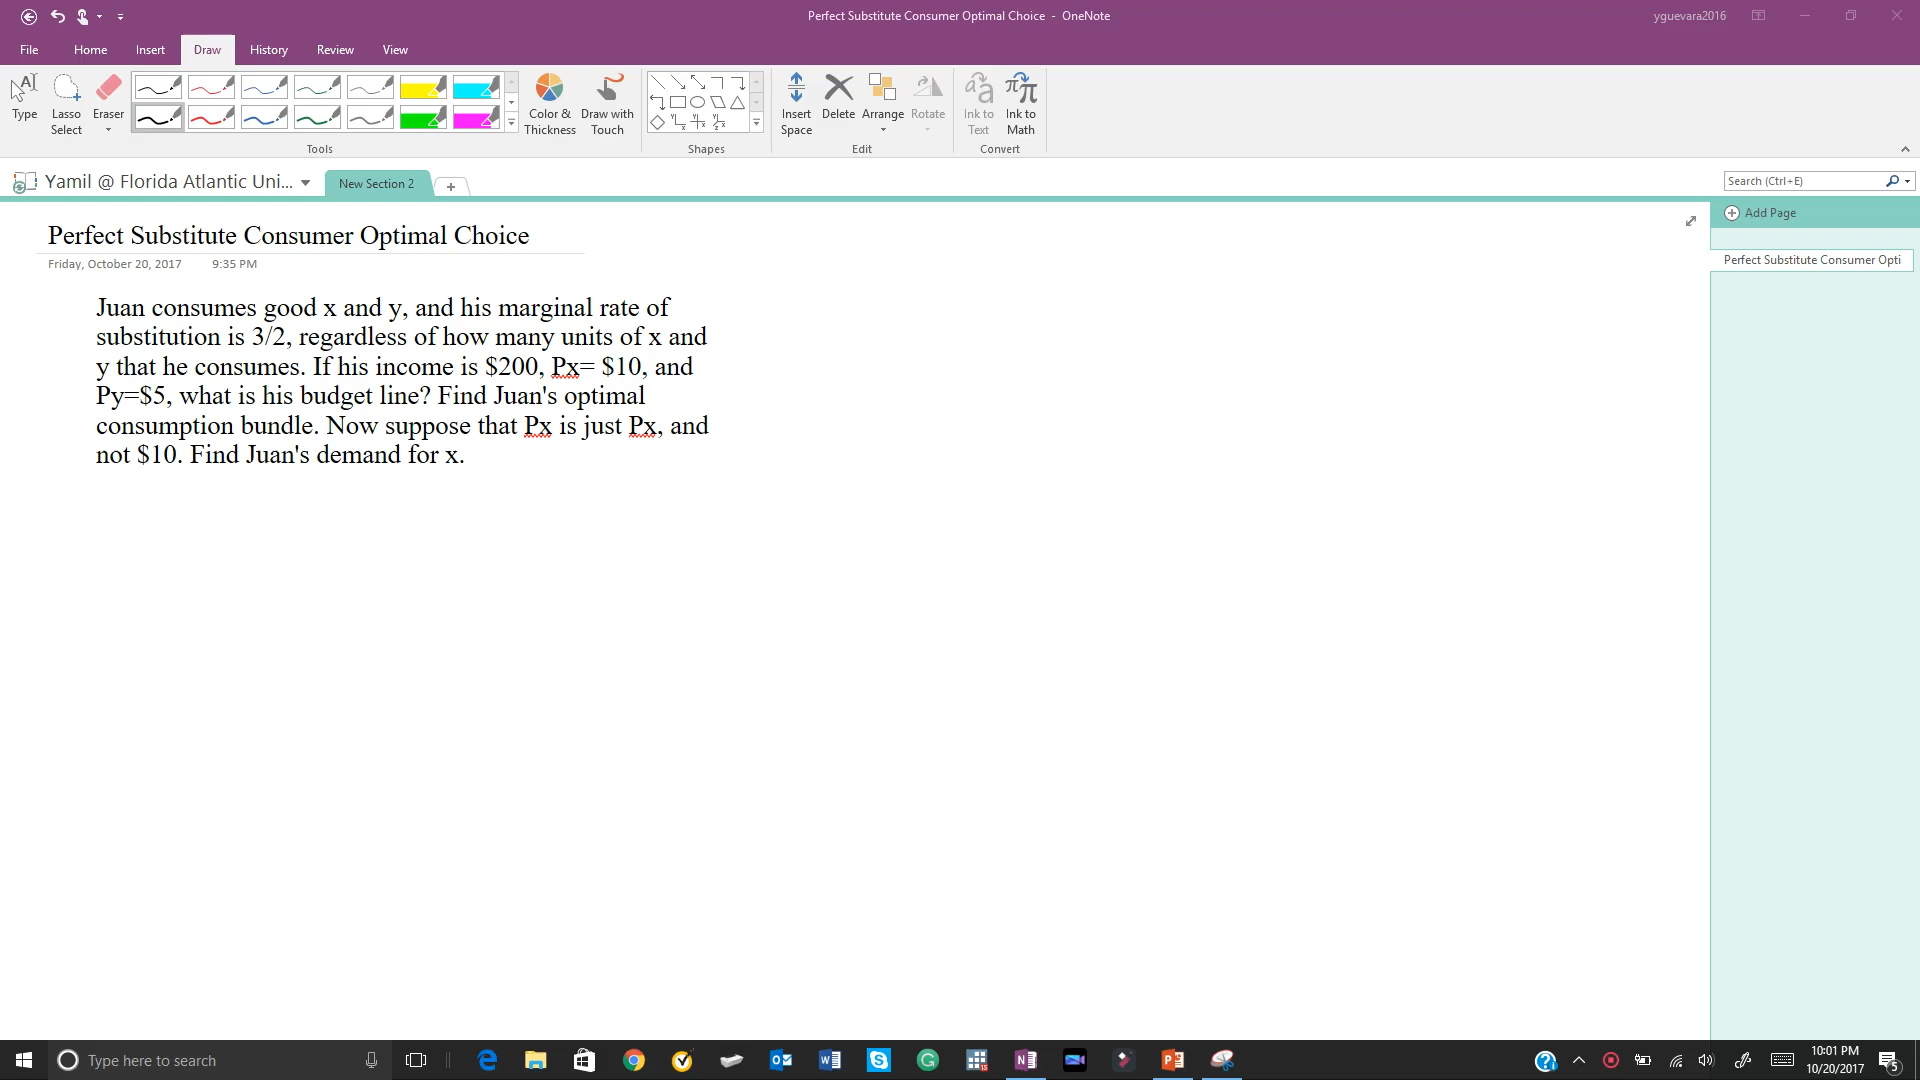 Perfect Substitute Consumer Optimal Choice - OneNote
yguevara2016
File Home Insert Draw History Review View
Type
Lasso Select
Eraser
Color & Thickness
Draw with Touch
Insert Space
Delete
Arrange
Rotate
Ink to Text
Ink to Math
Tools Shapes Edit Convert
Yamil @ Florida Atlantic Uni...
New Section 2
Search (Ctrl+E)
Add Page
Perfect Substitute Consumer Opti
Perfect Substitute Consumer Optimal Choice
Friday, October 20, 2017 9:35 PM
Juan consumes good x and y, and his marginal rate of
substitution is 3/2, regardless of how many units of x and
y that he consumes. If his income is $200, Px= $10, and
Py=$5, what is his budget line? Find Juan's optimal
consumption bundle. Now suppose that Px is just Px, and
not $10. Find Juan's demand for x.
Type here to search
10:01 PM
10/20/2017
5